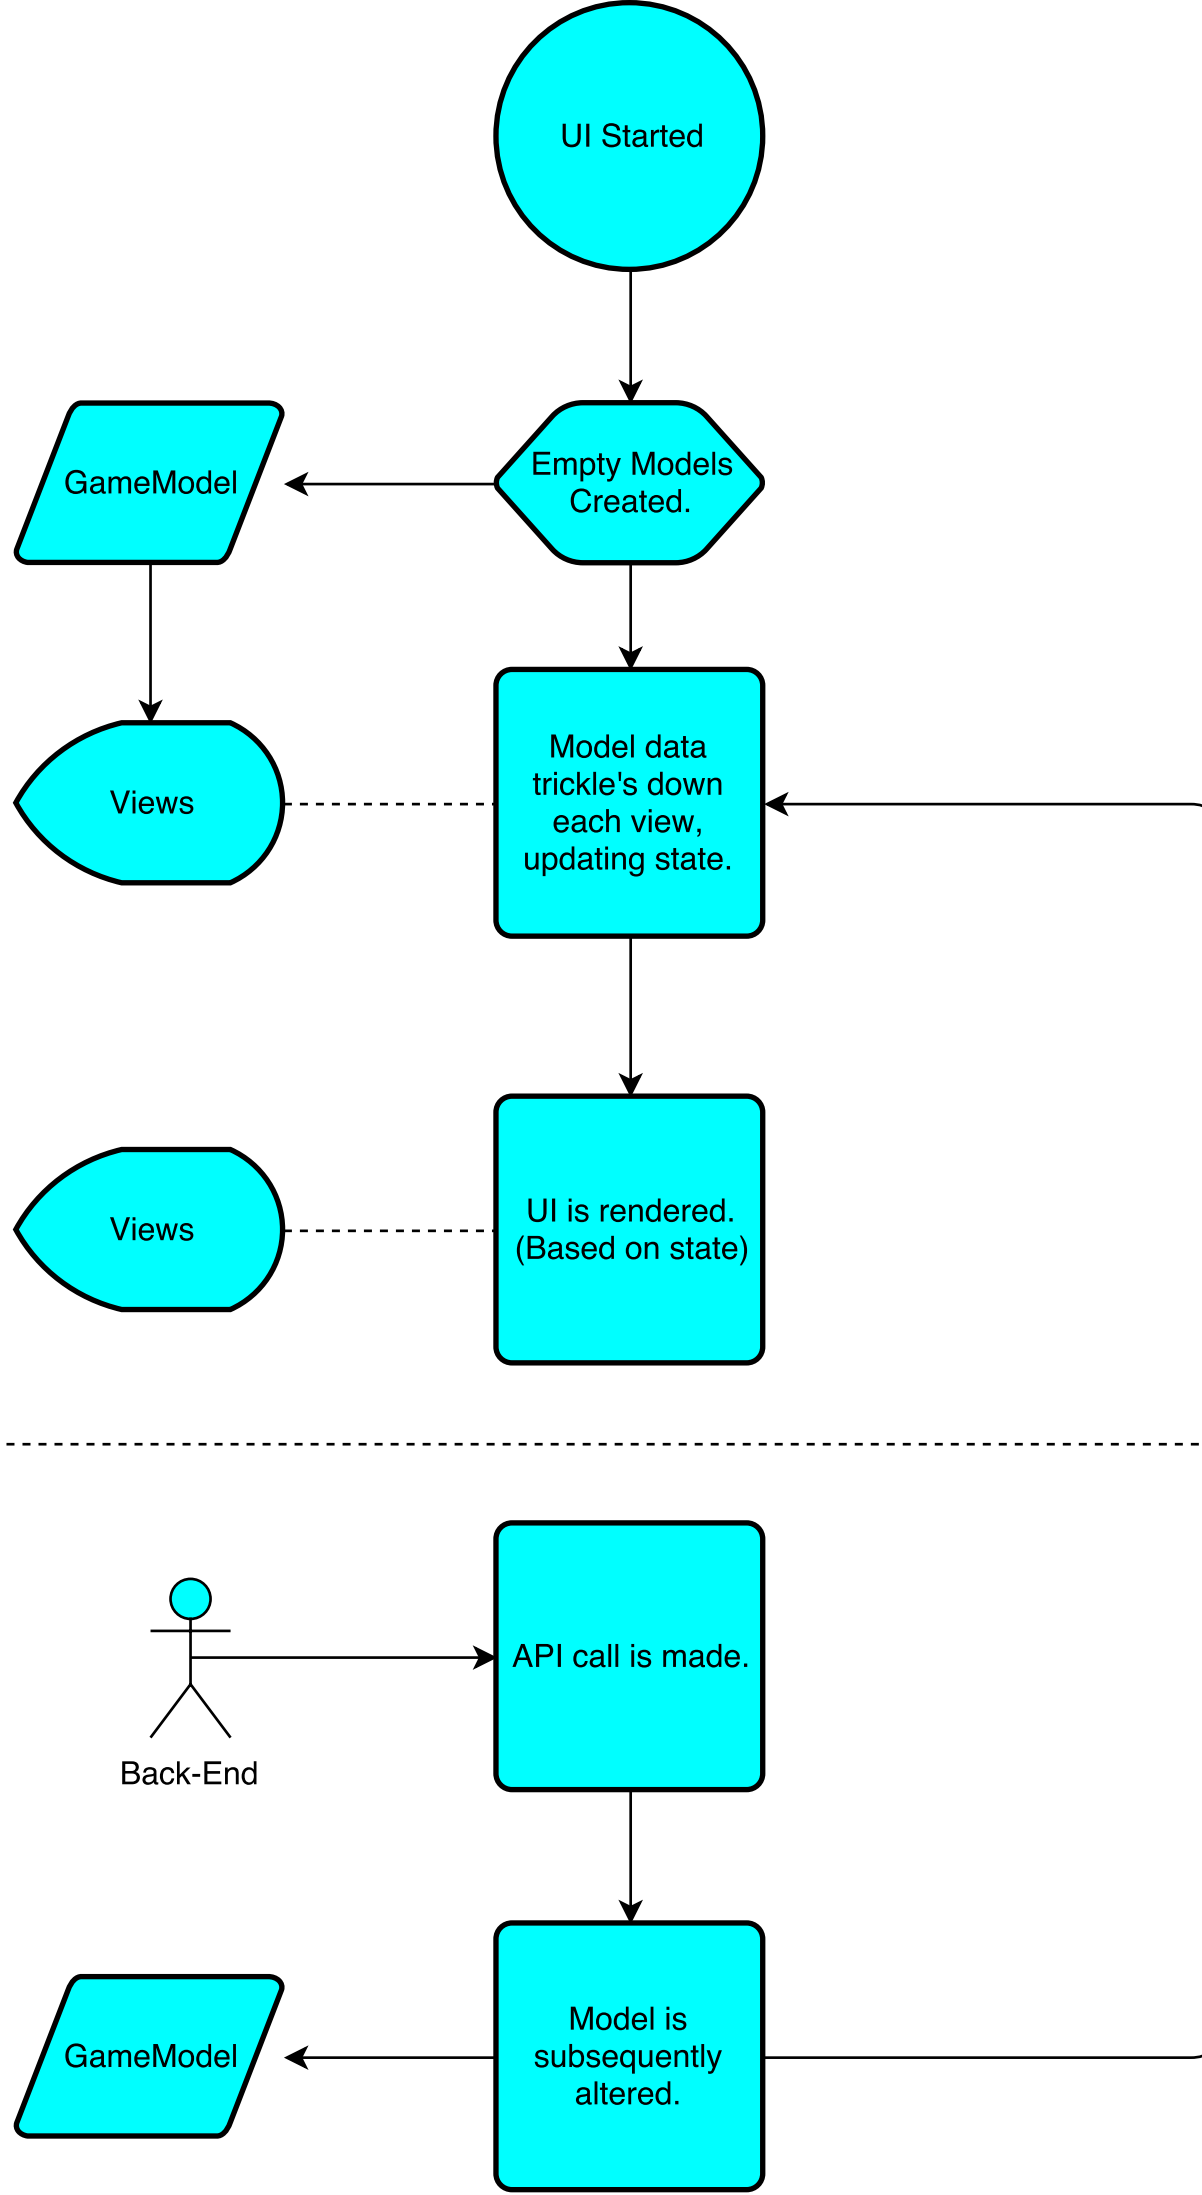 UI Started
GameModel
Empty Models
Created.
Views
Model data
trickle's down
each view,
updating state.
Views
UI is rendered.
(Based on state)
API call is made.
Back-End
GameModel
Model is
subsequently
altered.